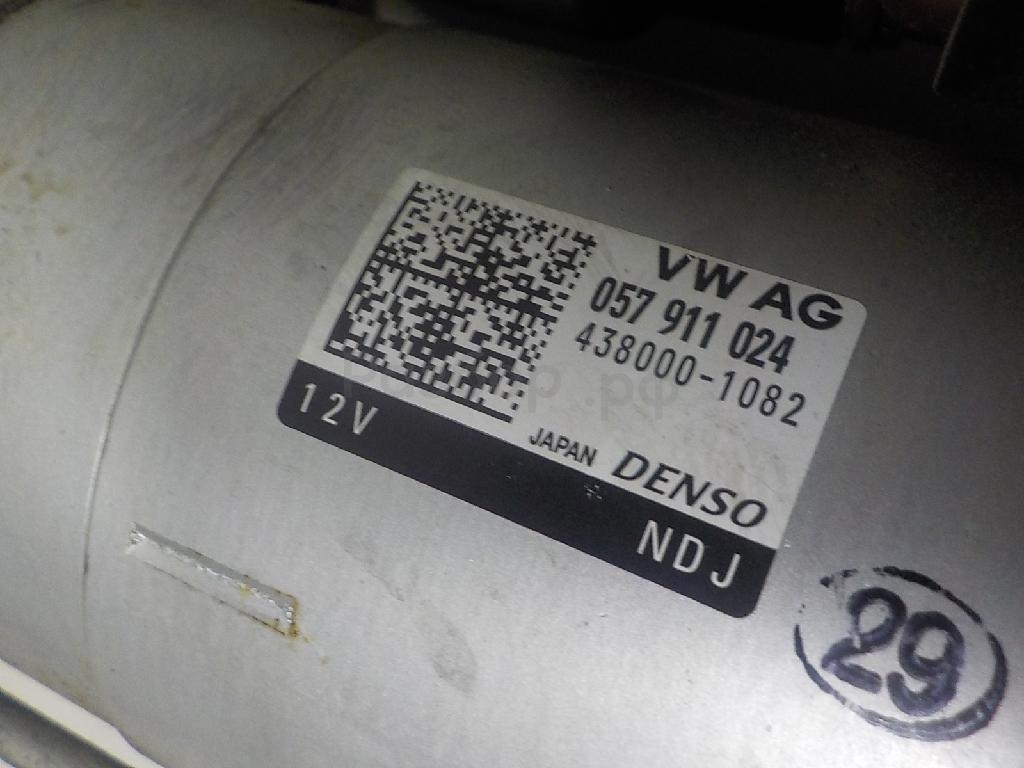 VW AG
057 911 024
438000-1082
JAPAN DENSO
12V
NDJ
29